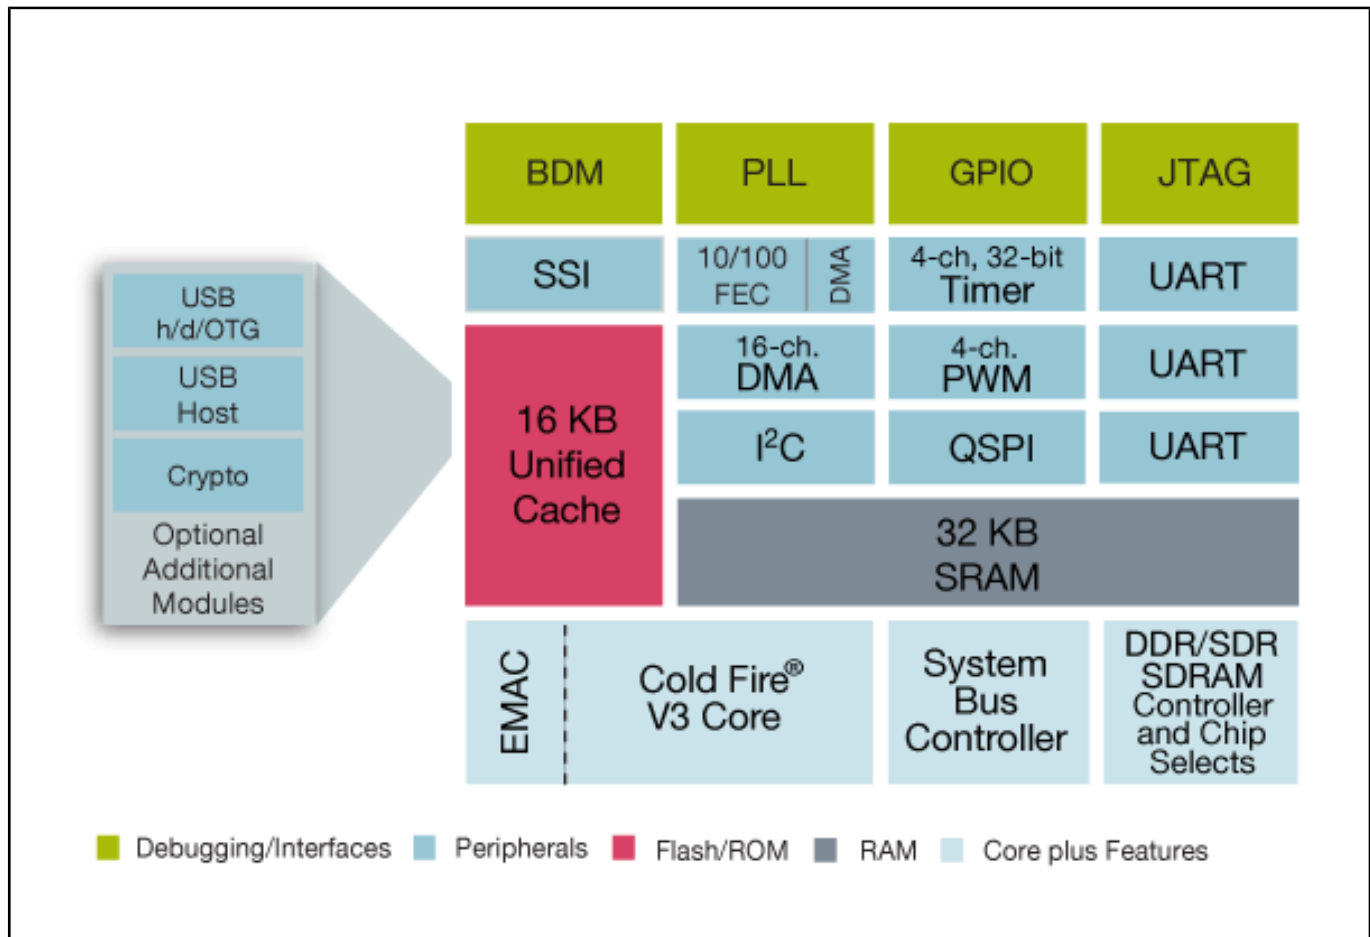 BDM
PLL
GPIO
JTAG
SSI
10/100
FEC
DMA
4-ch, 32-bit
Timer
UART
USB
h/d/OTG
USB
Host
Crypto
Optional
Additional
Modules
16 KB
Unified
Cache
16-ch.
DMA
4-ch.
PWM
UART
I²C
QSPI
UART
32 KB
SRAM
EMAC
Cold Fire®
V3 Core
System
Bus
Controller
DDR/SDR
SDRAM
Controller
and Chip
Selects
Debugging/Interfaces
Peripherals
Flash/ROM
RAM
Core plus Features